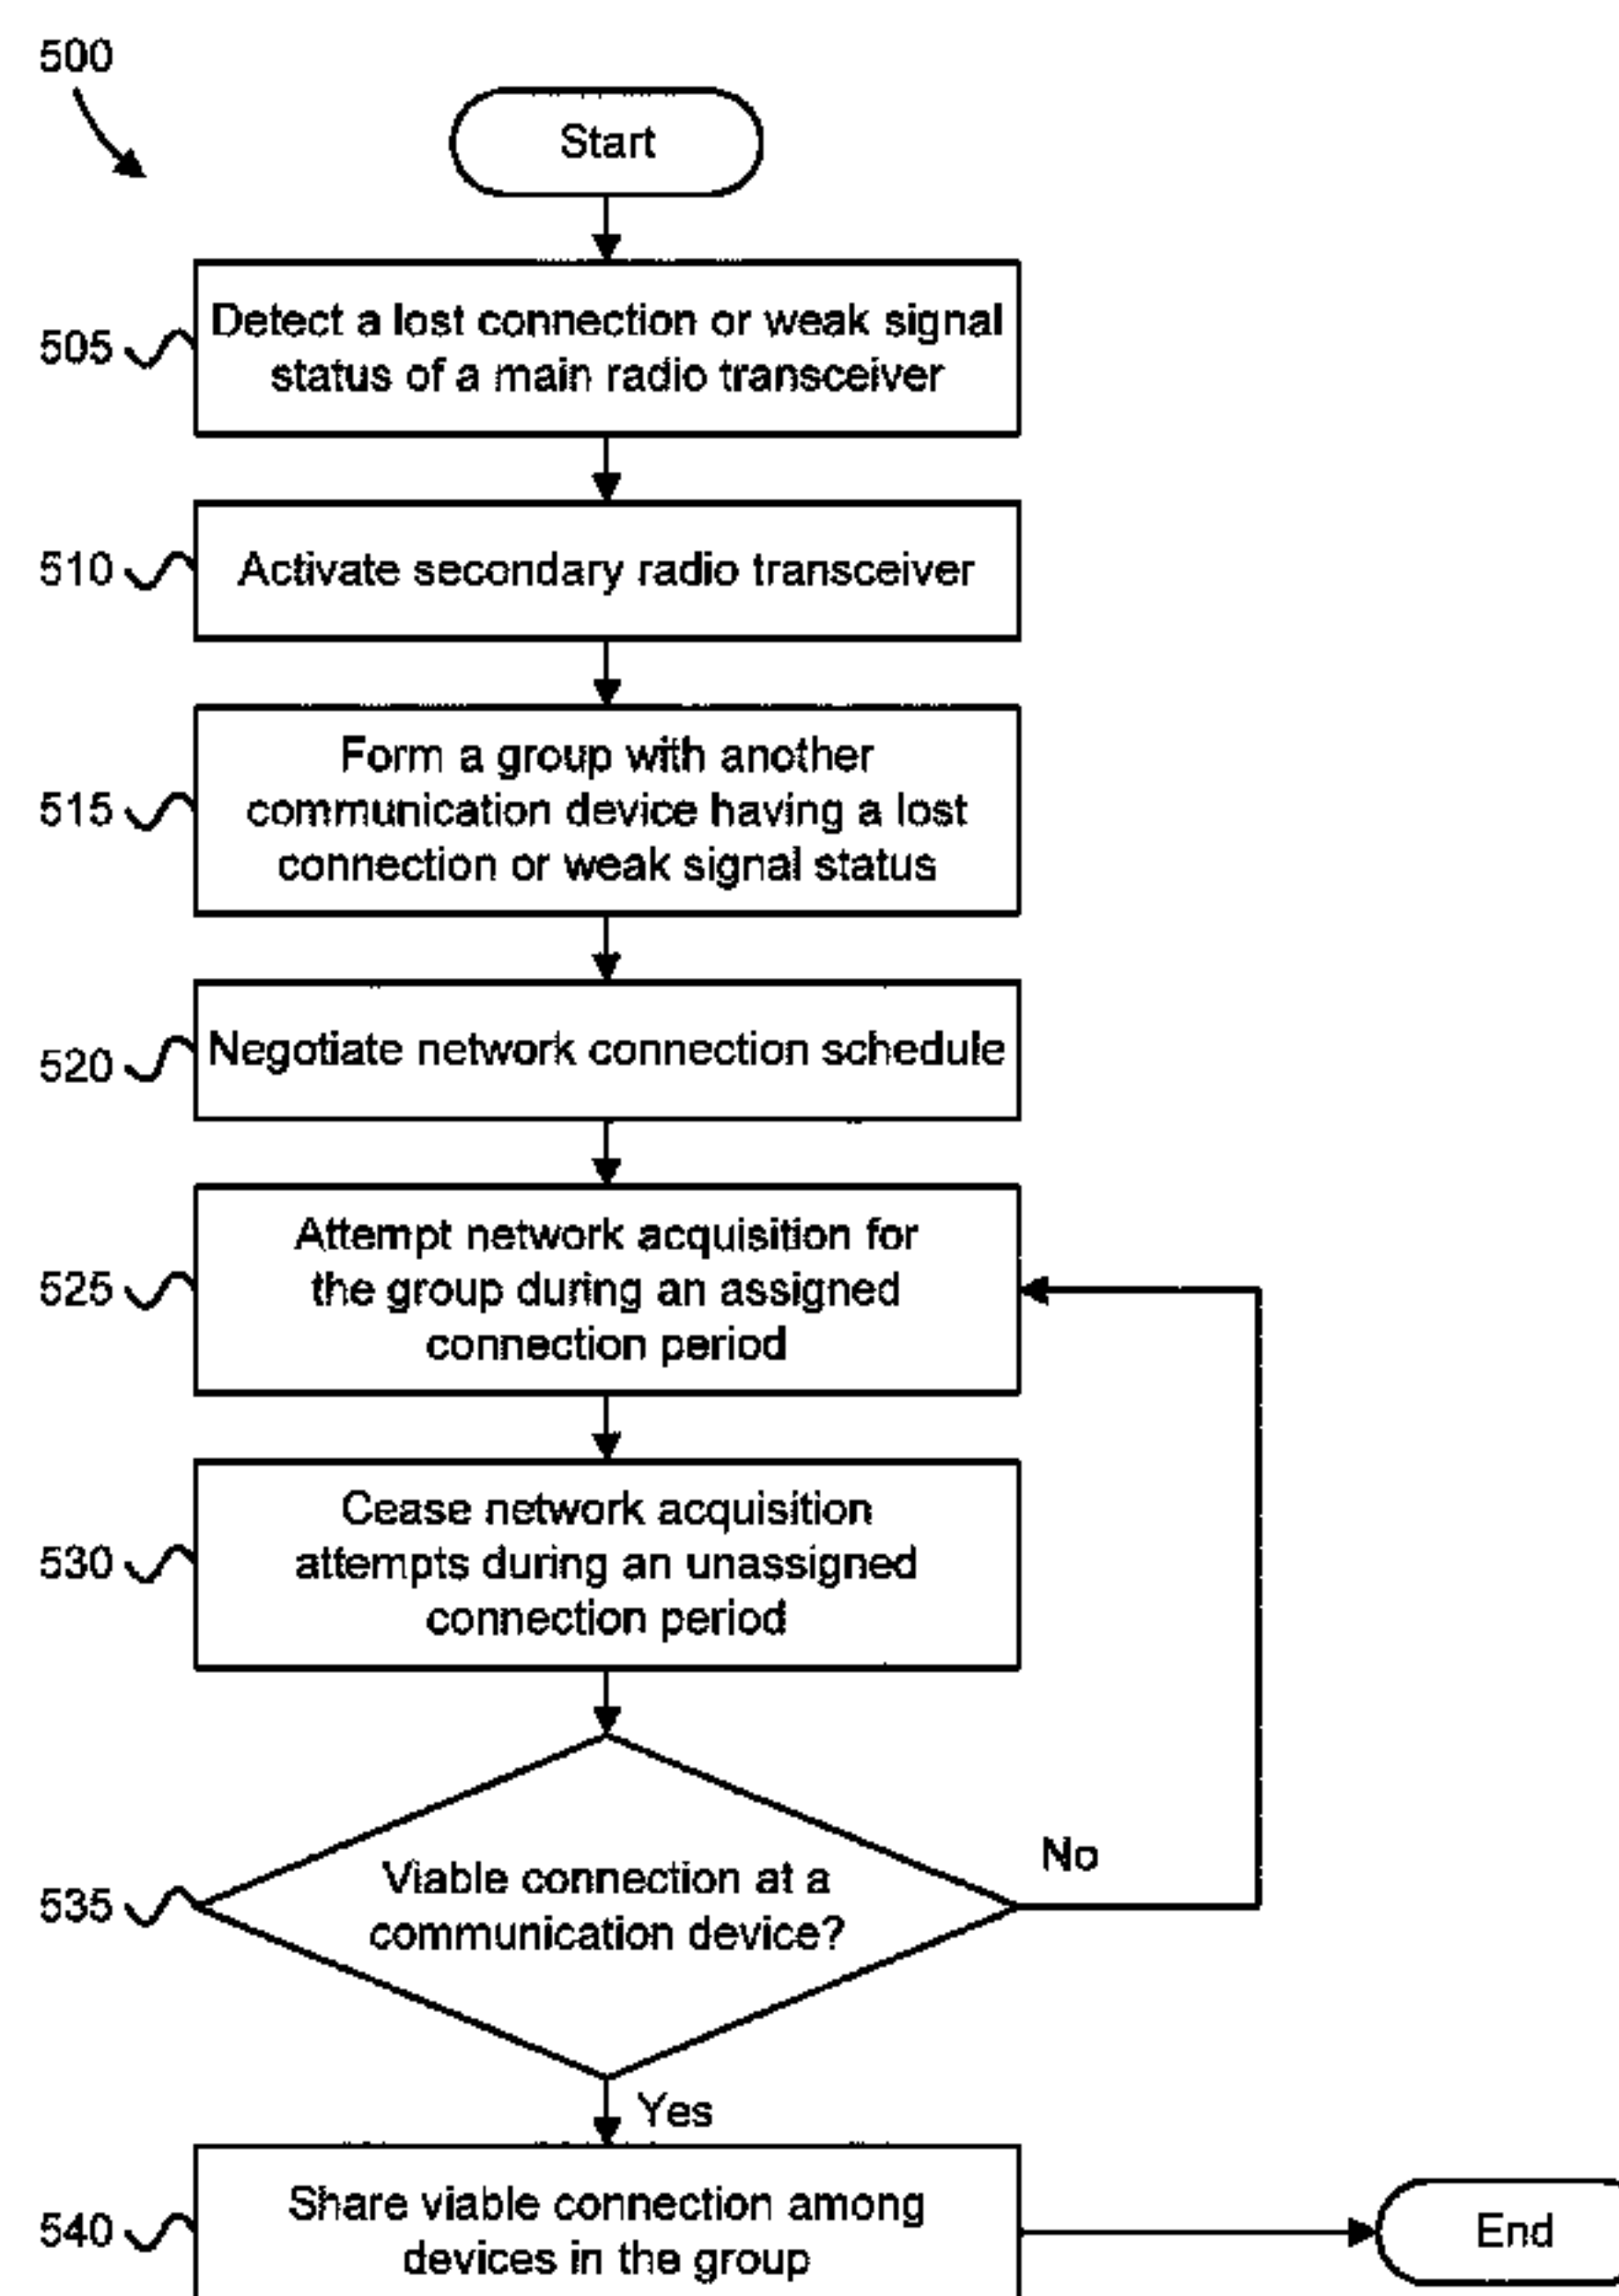 500
Start
505
Detect a lost connection or weak signal
status of a main radio transceiver
510
Activate secondary radio transceiver
515
Form a group with another
communication device having a lost
connection or weak signal status
520
Negotiate network connection schedule
525
Attempt network acquisition for
the group during an assigned
connection period
530
Cease network acquisition
attempts during an unassigned
connection period
535
Viable connection at a
communication device?
No
Yes
540
Share viable connection among
devices in the group
End